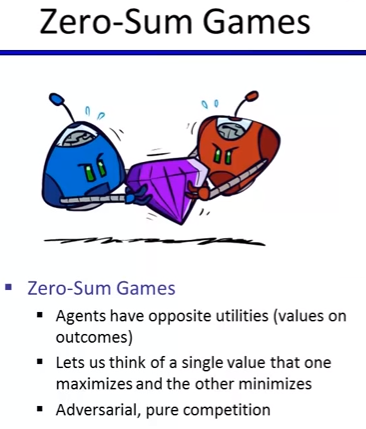 Zero-Sum Games
Zero-Sum Games
Agents have opposite utilities (values on
outcomes)
Lets us think of a single value that one
maximizes and the other minimizes
Adversarial, pure competition